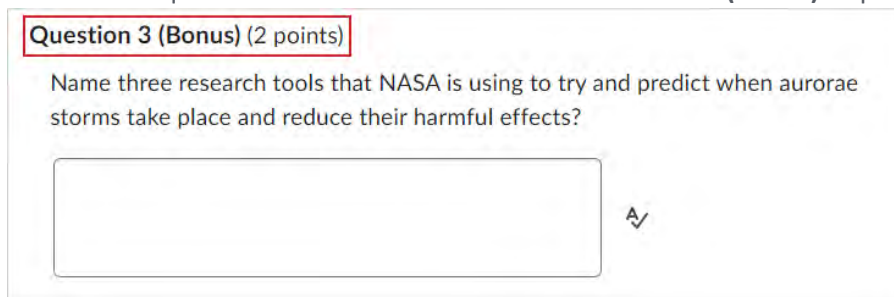 Question 3 (Bonus) (2 points)
Name three research tools that NASA is using to try and predict when aurorae
storms take place and reduce their harmful effects?